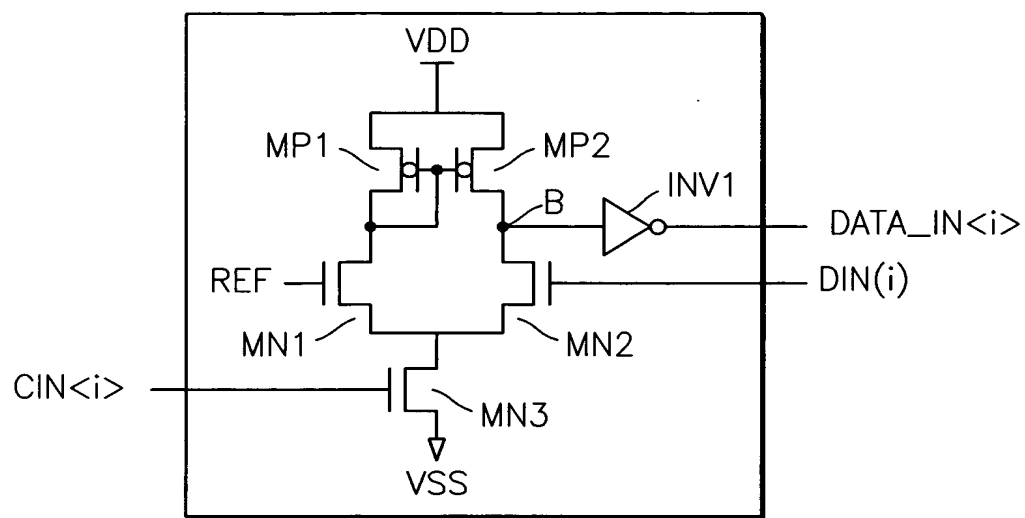 VDD
MP1
MP2
INV1
B
DATA_IN<i>
REF
DIN(i)
MN1
MN2
CIN<i>
MN3
VSS